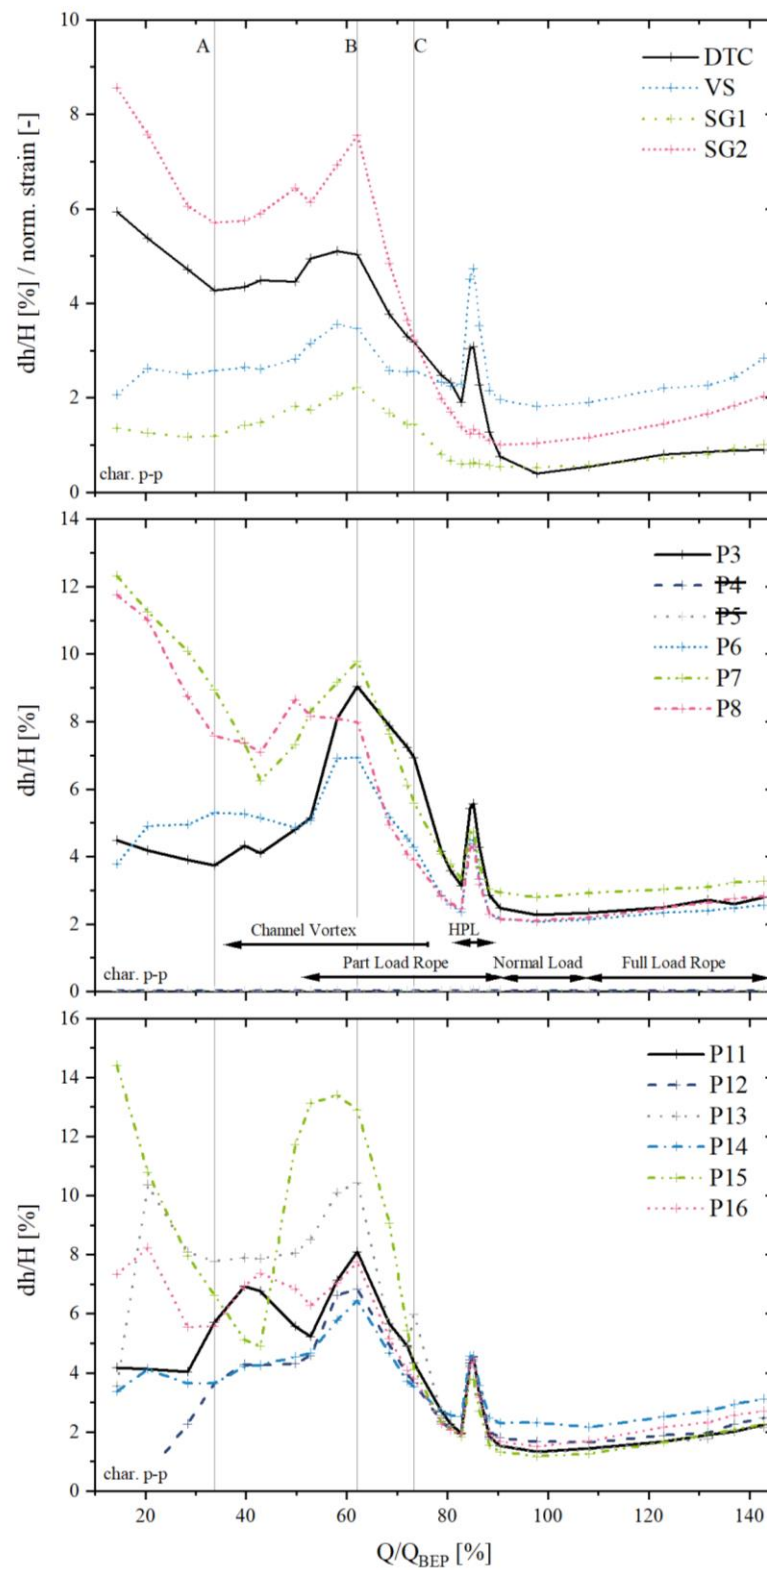 10
8
6
4
2
0
dh/H [%] / norm. strain [-]
A
B
C
DTC
VS
SG1
SG2
char. p-p
14
12
10
8
6
4
2
0
dh/H [%]
P3
P4
P5
P6
P7
P8
Channel Vortex
HPL
Part Load Rope
Normal Load
Full Load Rope
char. p-p
16
14
12
10
8
6
4
2
0
dh/H [%]
P11
P12
P13
P14
P15
P16
char. p-p
20 40 60 80 100 120 140
Q/Q_BEP [%]